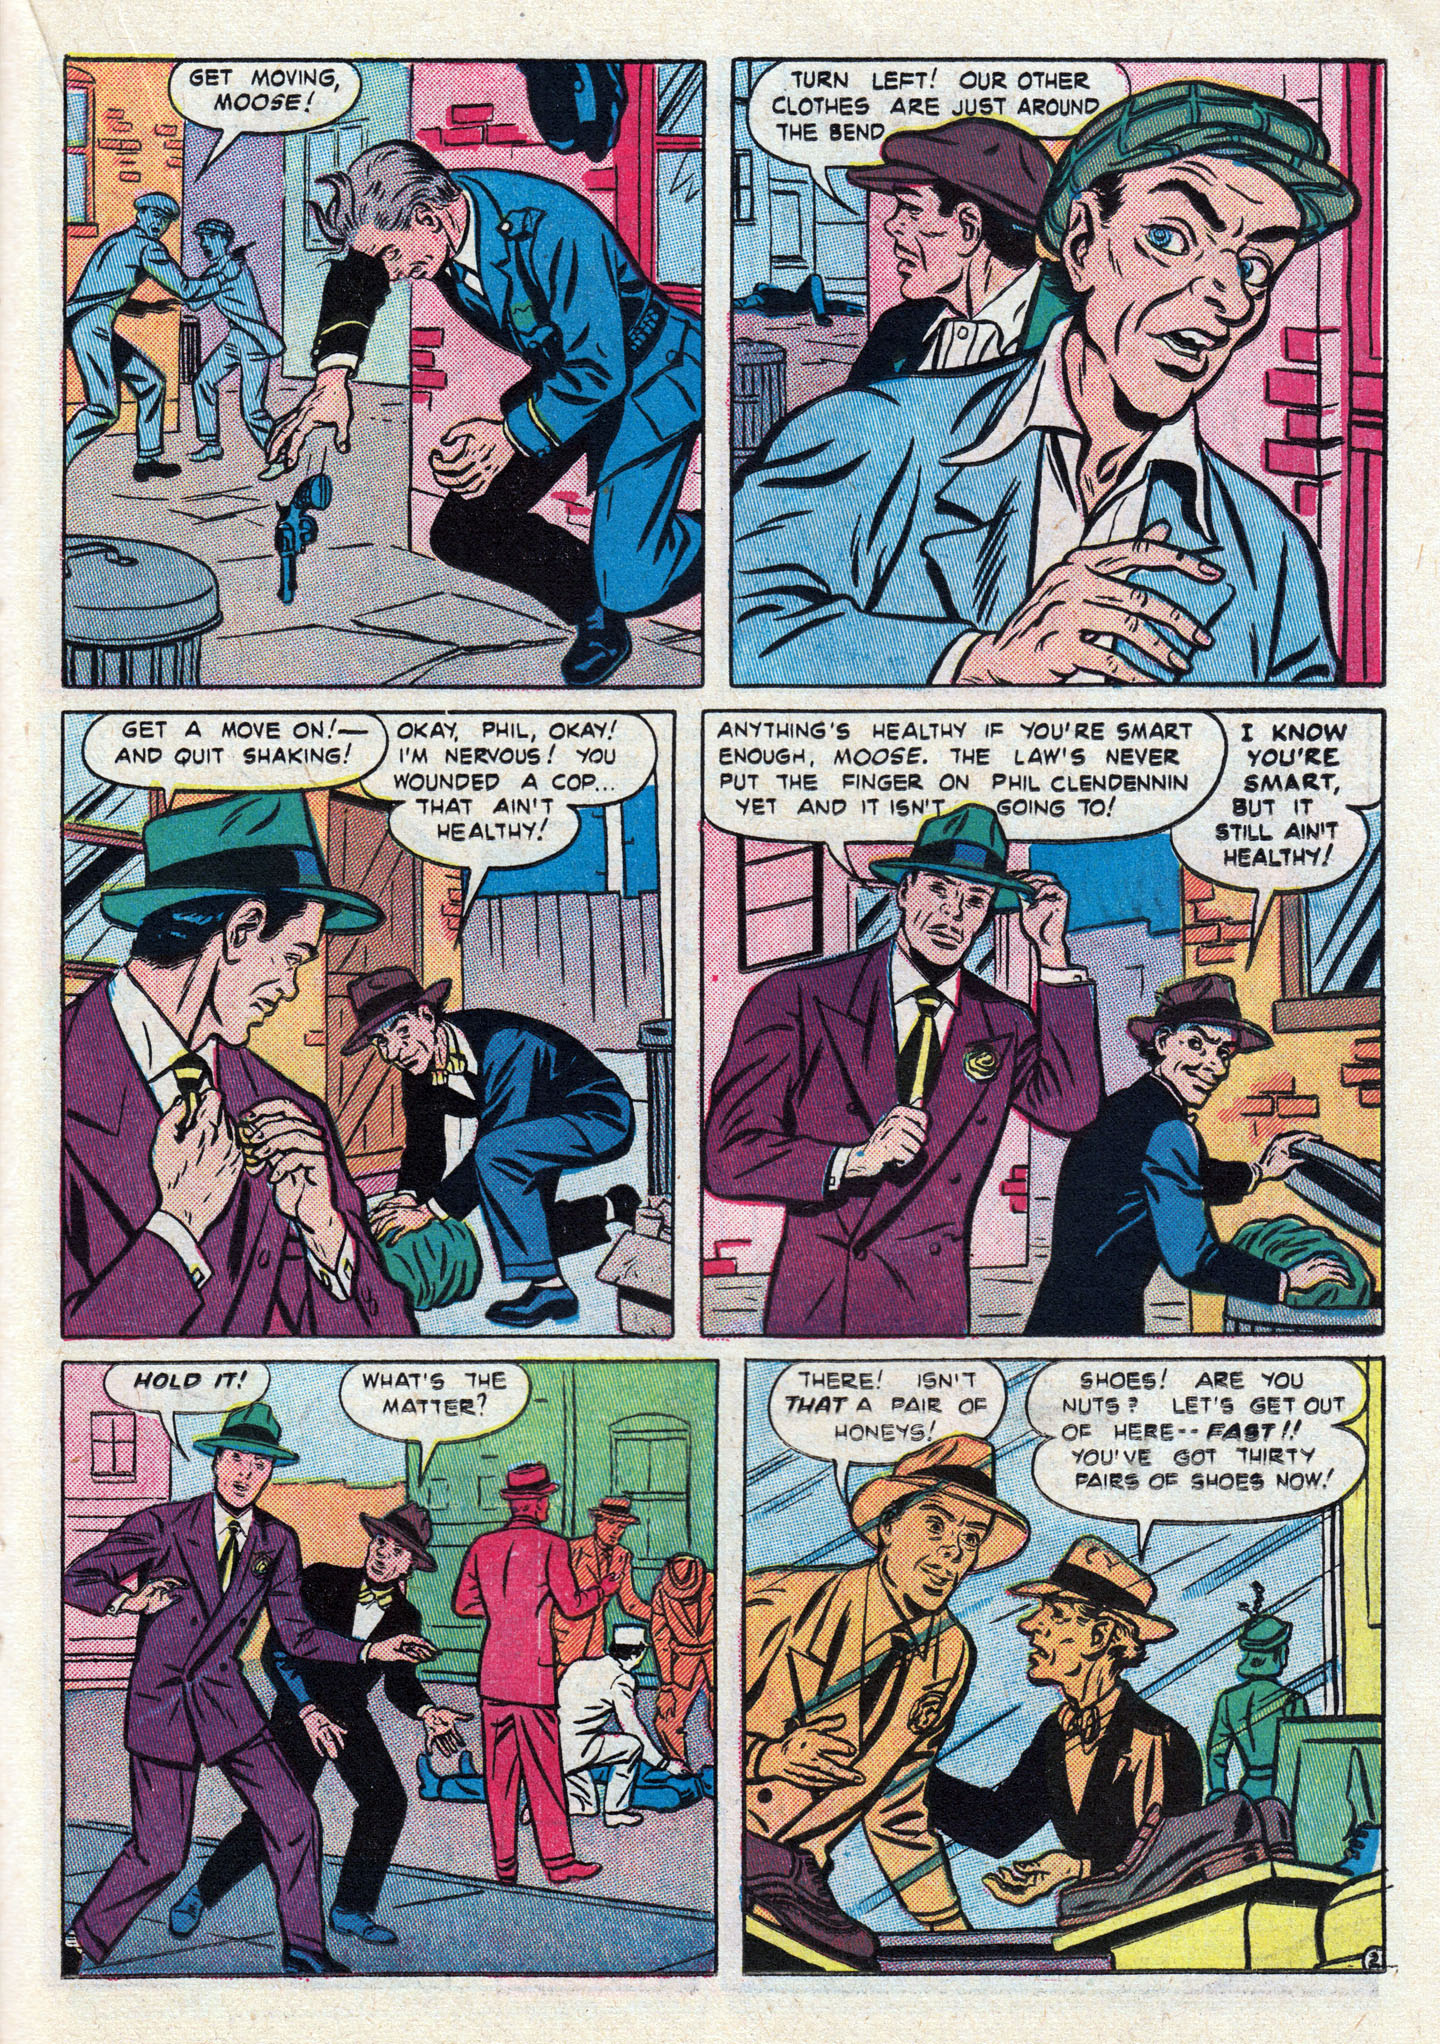 GET MOVING,
MOOSE!
TURN LEFT! OUR OTHER
CLOTHES ARE JUST AROUND
THE BEND
GET A MOVE ON!—
AND QUIT SHAKING!
OKAY, PHIL, OKAY!
I'M NERVOUS! YOU
WOUNDED A COP...
THAT AIN'T
HEALTHY!
ANYTHING'S HEALTHY IF YOU'RE SMART
ENOUGH, MOOSE. THE LAW'S NEVER
PUT THE FINGER ON PHIL CLENDENNIN
YET AND IT ISN'T GOING TO!
I KNOW
YOU'RE
SMART,
BUT IT
STILL AIN'T
HEALTHY!
HOLD IT!
WHAT'S THE
MATTER?
THERE! ISN'T
THAT A PAIR OF
HONEYS!
SHOES! ARE YOU
NUTS? LET'S GET OUT
OF HERE-- FAST!!
YOU'VE GOT THIRTY
PAIRS OF SHOES NOW!
2